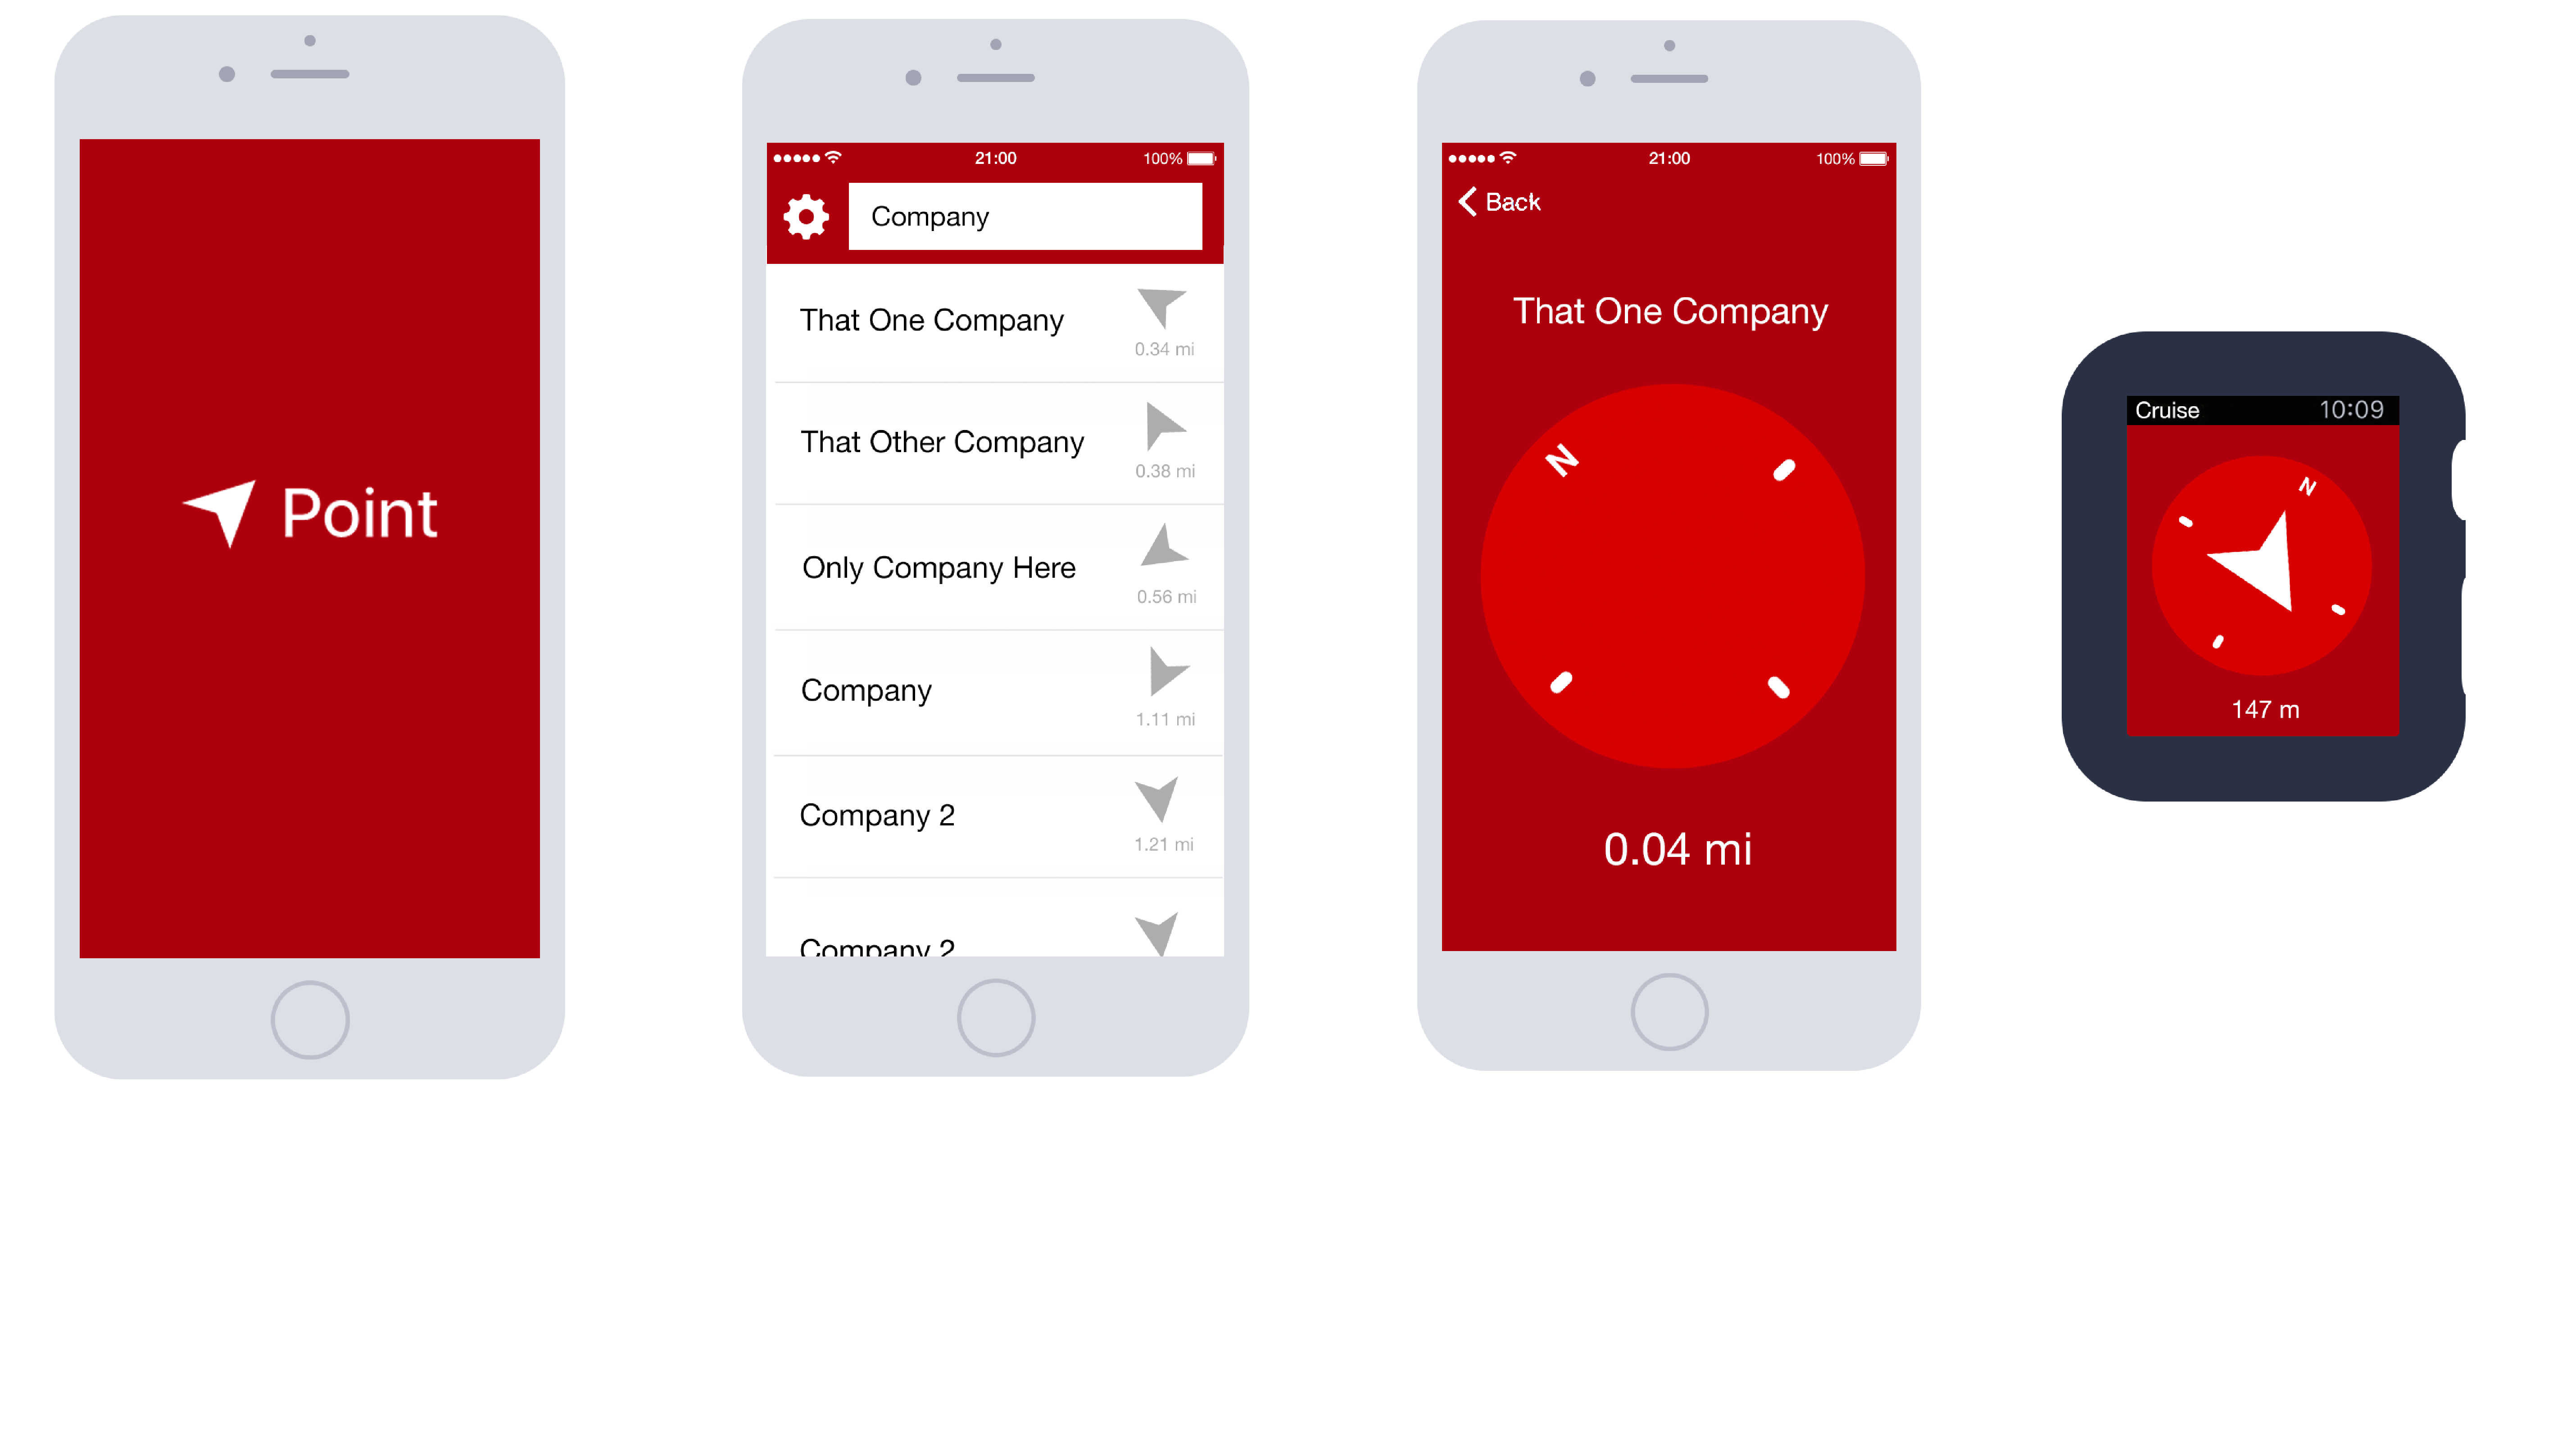 Point
21:00
100%
Company
That One Company
0.34 mi
That Other Company
0.38 mi
Only Company Here
0.56 mi
Company
1.11 mi
Company 2
1.21 mi
Company 2
21:00
100%
Back
That One Company
N
0.04 mi
Cruise 10:09
N
147 m